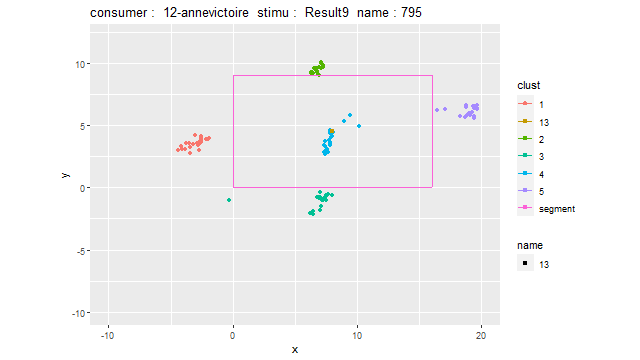 consumer :  12-annevictoire  stimu :  Result9  name : 795
clust
1
13
2
3
4
5
segment
name
13
10
5
0
-5
-10
y
-10
0
10
20
x